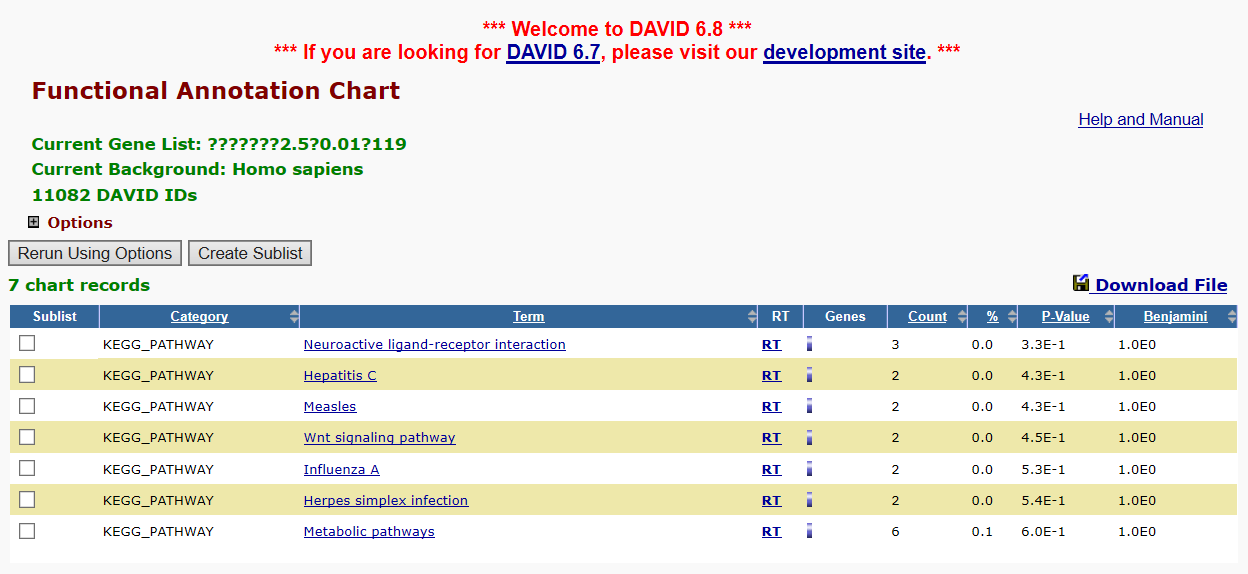 *** Welcome to DAVID 6.8 ***
*** If you are looking for DAVID 6.7, please visit our development site. ***
Functional Annotation Chart
Help and Manual
Current Gene List: ???????2.5?0.01?119
Current Background: Homo sapiens
11082 DAVID IDs
Options
Rerun Using Options Create Sublist
7 chart records Download File
Sublist Category Term RT Genes Count % P-Value Benjamini
KEGG_PATHWAY Neuroactive ligand-receptor interaction RT 3 0.0 3.3E-1 1.0E0
KEGG_PATHWAY Hepatitis C RT 2 0.0 4.3E-1 1.0E0
KEGG_PATHWAY Measles RT 2 0.0 4.3E-1 1.0E0
KEGG_PATHWAY Wnt signaling pathway RT 2 0.0 4.5E-1 1.0E0
KEGG_PATHWAY Influenza A RT 2 0.0 5.3E-1 1.0E0
KEGG_PATHWAY Herpes simplex infection RT 2 0.0 5.4E-1 1.0E0
KEGG_PATHWAY Metabolic pathways RT 6 0.1 6.0E-1 1.0E0